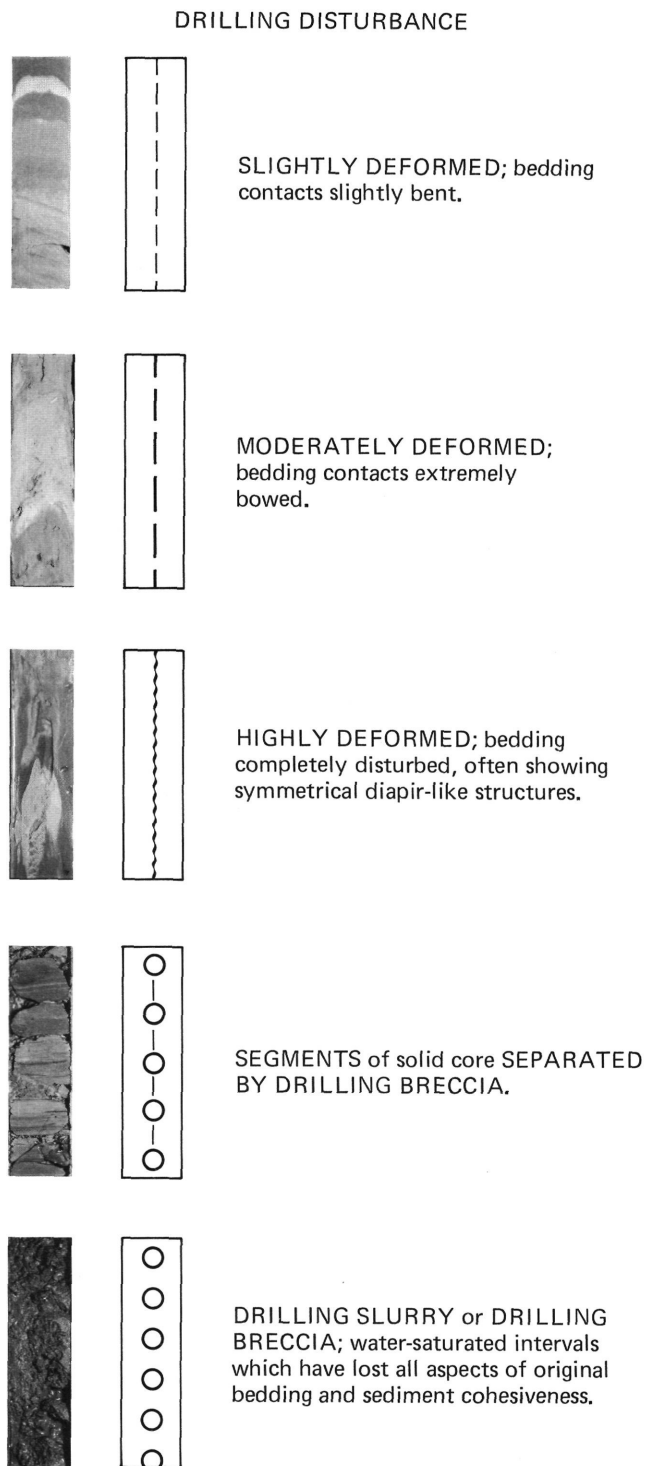 DRILLING DISTURBANCE
SLIGHTLY DEFORMED; bedding
contacts slightly bent.
MODERATELY DEFORMED;
bedding contacts extremely
bowed.
HIGHLY DEFORMED; bedding
completely disturbed, often showing
symmetrical diapir-like structures.
SEGMENTS of solid core SEPARATED
BY DRILLING BRECCIA.
DRILLING SLURRY or DRILLING
BRECCIA; water-saturated intervals
which have lost all aspects of original
bedding and sediment cohesiveness.